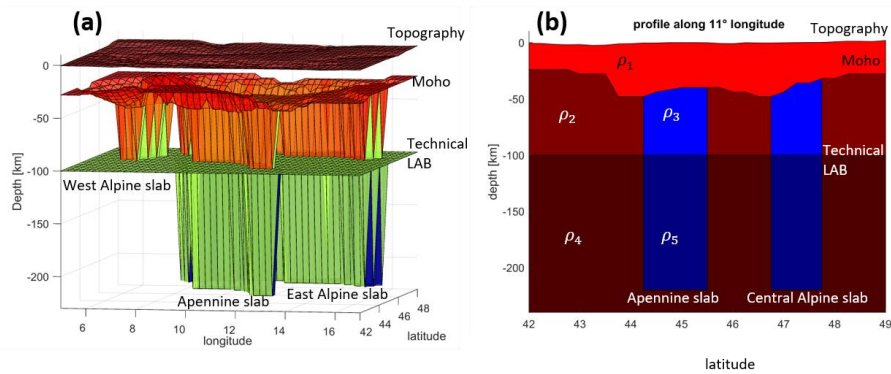 (a)
Topography
0
Moho
-50
Depth [km]
Technical
LAB
-100
West Alpine slab
-150
-200
Apennine slab
East Alpine slab
6
8
10
12
14
16
42
44
46
48
longitude
latitude
(b)
profile along 11° longitude
Topography
0
ρ1
Moho
-50
ρ2
ρ3
depth [km]
-100
Technical
LAB
-150
ρ4
ρ5
-200
Apennine slab
Central Alpine slab
42
43
44
45
46
47
48
49
latitude